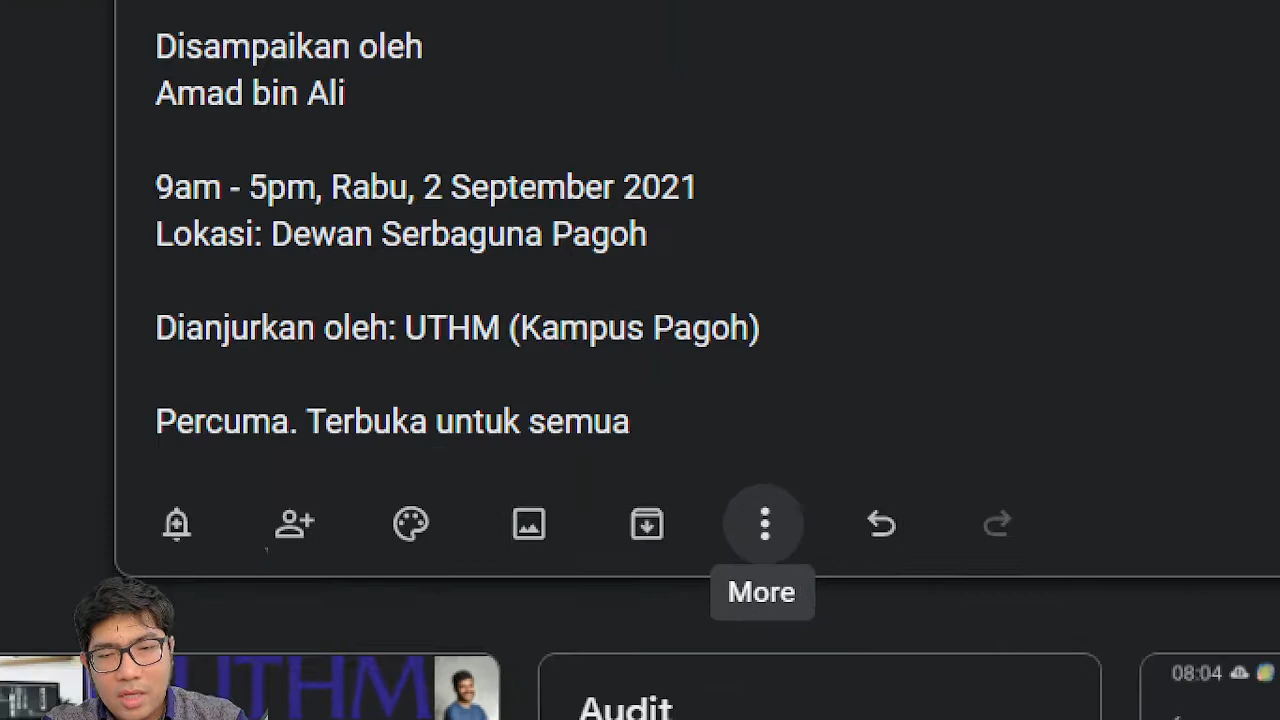 Disampaikan oleh
Amad bin Ali
9am - 5pm, Rabu, 2 September 2021
Lokasi: Dewan Serbaguna Pagoh
Dianjurkan oleh: UTHM (Kampus Pagoh)
Percuma. Terbuka untuk semua
More
UTHM
Audit
08:04